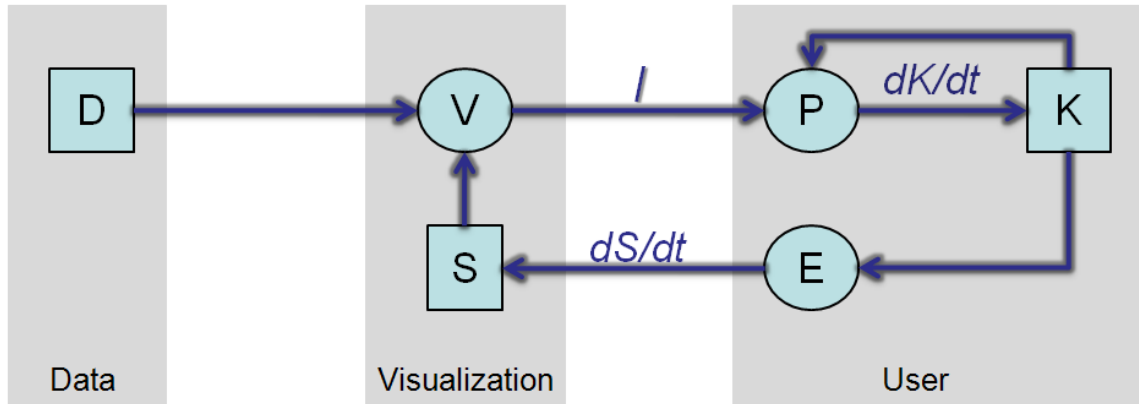 D
V
I
P
dK/dt
K
S
dS/dt
E
Data
Visualization
User